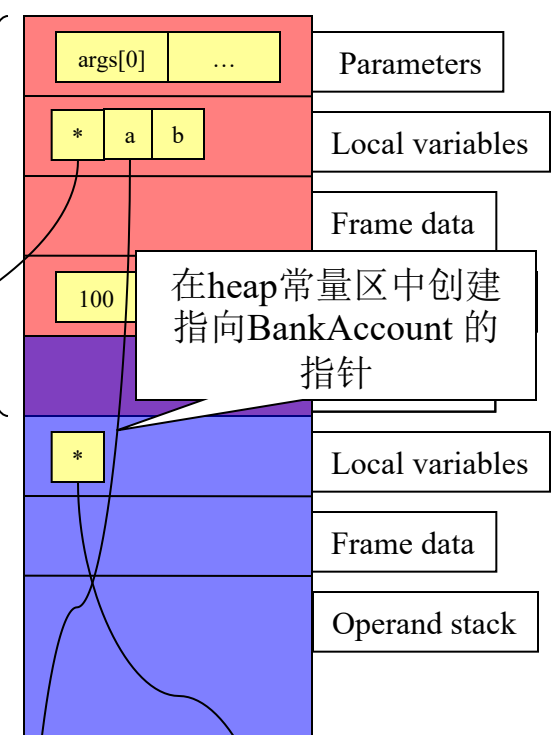 args[0] …
Parameters
* a b
Local variables
Frame data
在heap常量区中创建
指向BankAccount 的
指针
100
*
Local variables
Frame data
Operand stack